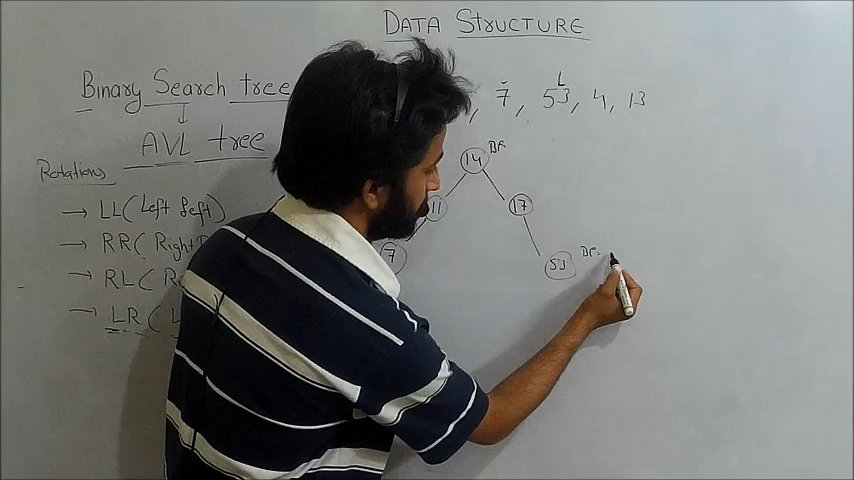 DATA STRUCTURE
Binary Search tree
, 7, 53, 4, 13
L
AVL tree
Rotations
14 BF
→ LL(Left Left)
11
17
→ RR( Right
7
53 BF=
→ RL( R
→ LR( L